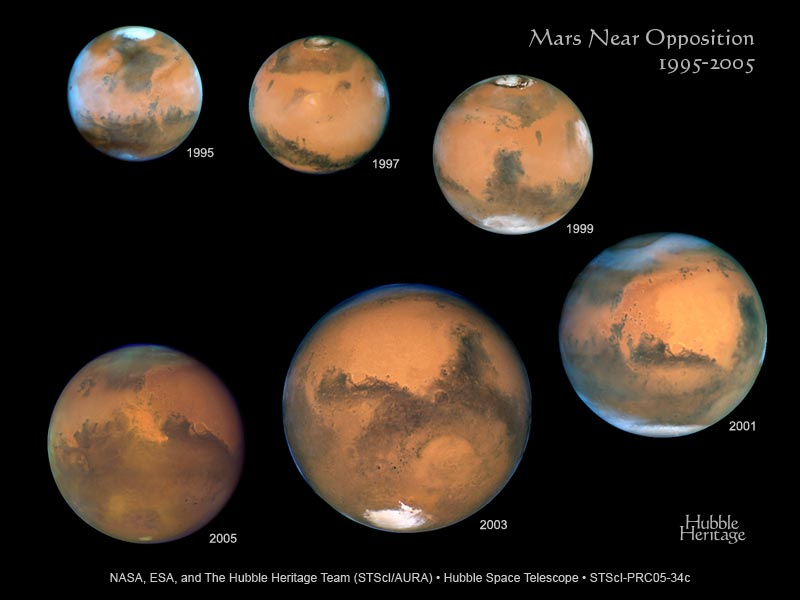 Mars Near Opposition
1995-2005
1995
1997
1999
2001
2005
2003
Hubble
Heritage
NASA, ESA, and The Hubble Heritage Team (STScI/AURA) • Hubble Space Telescope • STScI-PRC05-34c